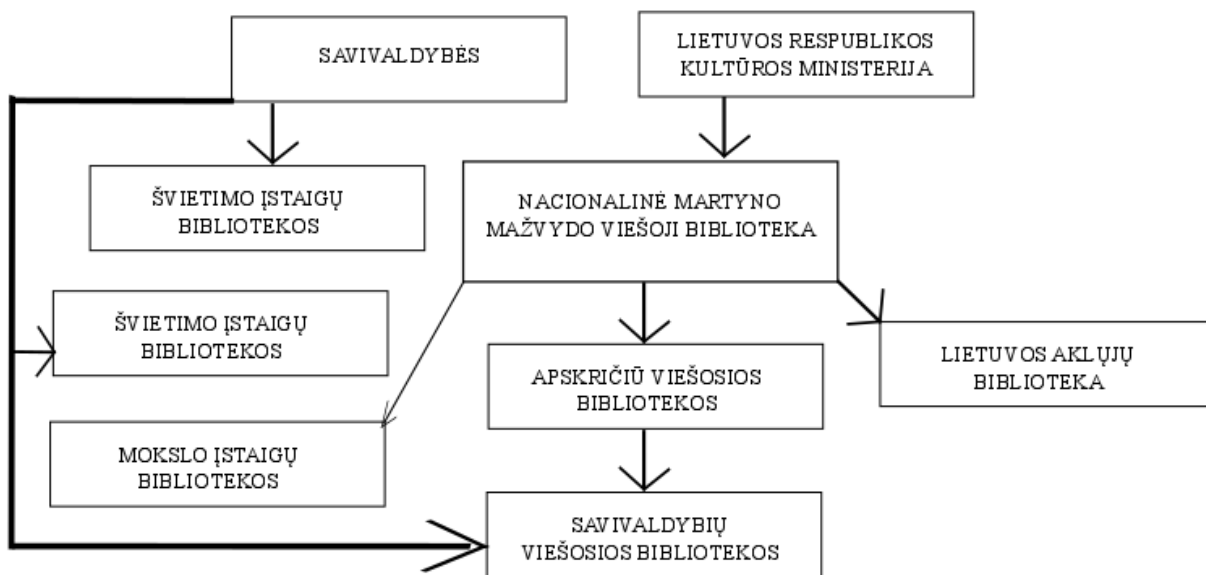 SAVIVALDYBĖS
LIETUVOS RESPUBLIKOS
KULTŪROS MINISTERIJA
ŠVIETIMO ĮSTAIGŲ
BIBLIOTEKOS
NACIONALINĖ MARTYNO
MAŽVYDO VIEŠOJI BIBLIOTEKA
ŠVIETIMO ĮSTAIGŲ
BIBLIOTEKOS
APSKRIČIŪ VIEŠOSIOS
BIBLIOTEKOS
LIETUVOS AKLŲJŲ
BIBLIOTEKA
MOKSLO ĮSTAIGŲ
BIBLIOTEKOS
SAVIVALDYBIŲ
VIEŠOSIOS BIBLIOTEKOS